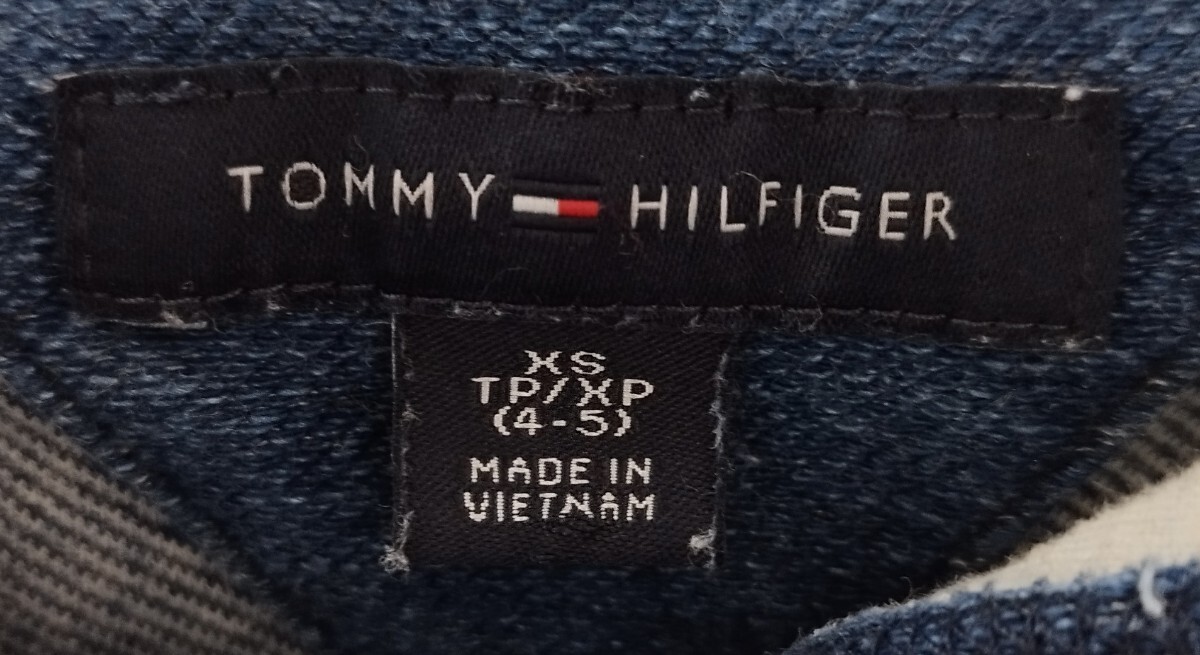 TOMMY HILFIGER
XS
TP/XP
(4-5)
MADE IN
VIETNAM